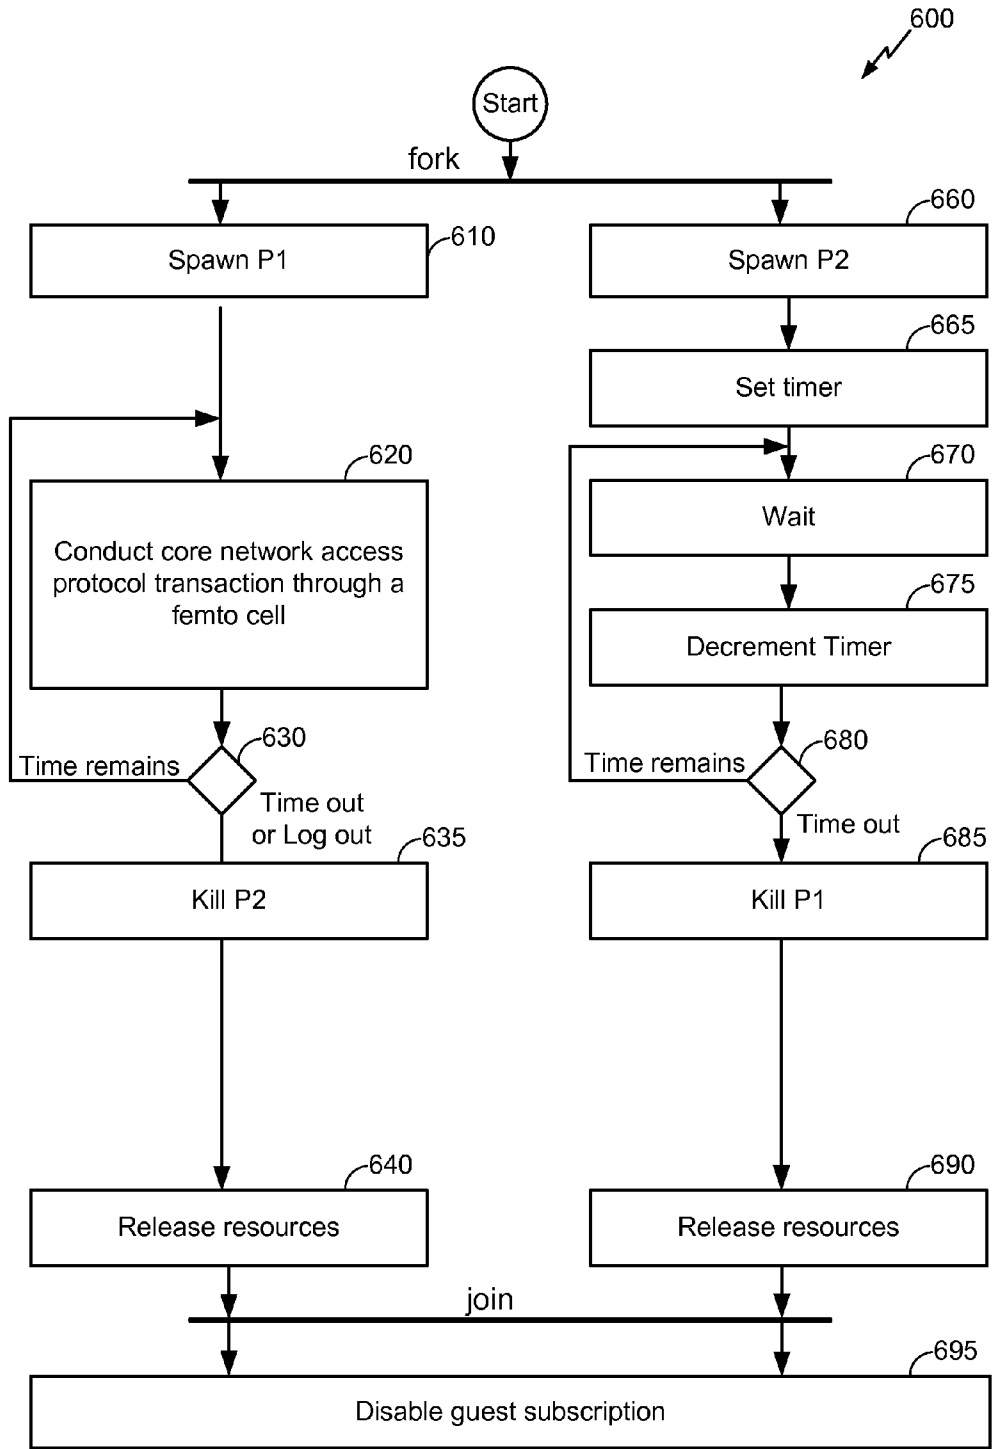 600
Start
fork
Spawn P1
610
Spawn P2
660
Set timer
665
Conduct core network access
protocol transaction through a
femto cell
620
Wait
670
Decrement Timer
675
630
Time remains
Time out
or Log out
680
Time remains
Time out
Kill P2
635
Kill P1
685
Release resources
640
Release resources
690
join
Disable guest subscription
695